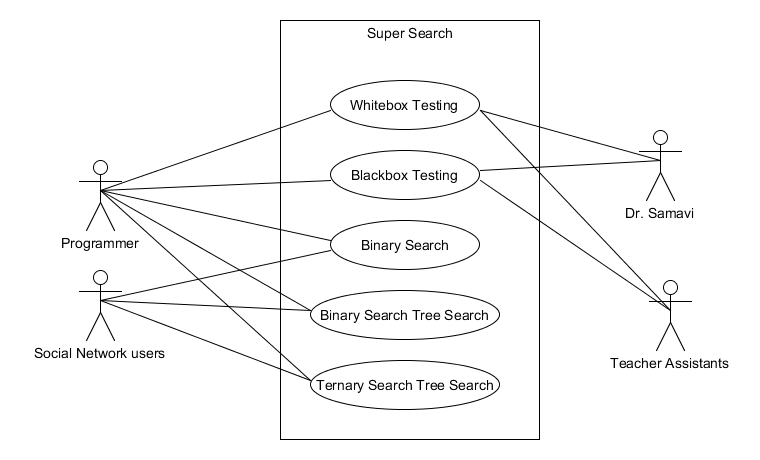 Super Search
Whitebox Testing
Blackbox Testing
Dr. Samavi
Programmer
Binary Search
Binary Search Tree Search
Social Network users
Teacher Assistants
Ternary Search Tree Search